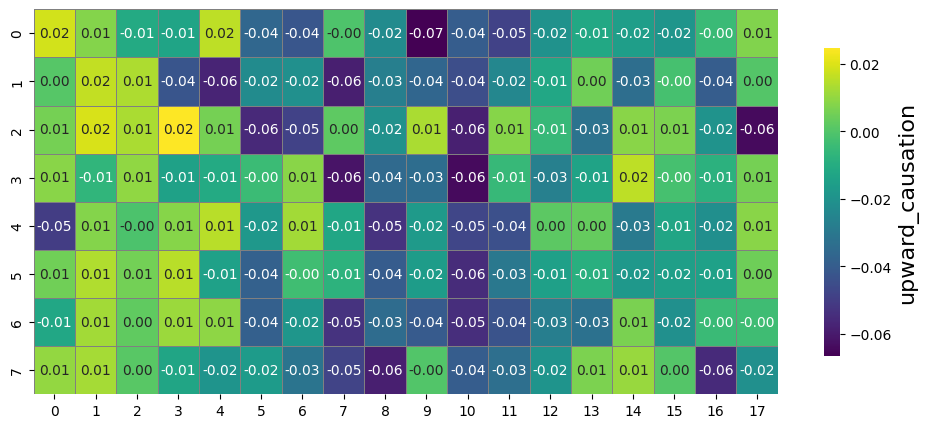 0 0.02 0.01 -0.01 -0.01 0.02 -0.04 -0.04 -0.00 -0.02 -0.07 -0.04 -0.05 -0.02 -0.01 -0.02 -0.02 -0.00 0.01
1 0.00 0.02 0.01 -0.04 -0.06 -0.02 -0.02 -0.06 -0.03 -0.04 -0.04 -0.02 -0.01 0.00 -0.03 -0.00 -0.04 0.00
2 0.01 0.02 0.01 0.02 0.01 -0.06 -0.05 0.00 -0.02 0.01 -0.06 0.01 -0.01 -0.03 0.01 0.01 -0.02 -0.06
3 0.01 -0.01 0.01 -0.01 -0.01 -0.00 0.01 -0.06 -0.04 -0.03 -0.06 -0.01 -0.03 -0.01 0.02 -0.00 -0.01 0.01
4 -0.05 0.01 -0.00 0.01 0.01 -0.02 0.01 -0.01 -0.05 -0.02 -0.05 -0.04 0.00 0.00 -0.03 -0.01 -0.02 0.01
5 0.01 0.01 0.01 0.01 -0.01 -0.04 -0.00 -0.01 -0.04 -0.02 -0.06 -0.03 -0.01 -0.01 -0.02 -0.02 -0.01 0.00
6 -0.01 0.01 0.00 0.01 0.01 -0.04 -0.02 -0.05 -0.03 -0.04 -0.05 -0.04 -0.03 -0.03 0.01 -0.02 -0.00 -0.00
7 0.01 0.01 0.00 -0.01 -0.02 -0.02 -0.03 -0.05 -0.06 -0.00 -0.04 -0.03 -0.02 0.01 0.01 0.00 -0.06 -0.02
0 1 2 3 4 5 6 7 8 9 10 11 12 13 14 15 16 17
0.02
0.00
−0.02
−0.04
−0.06
upward_causation